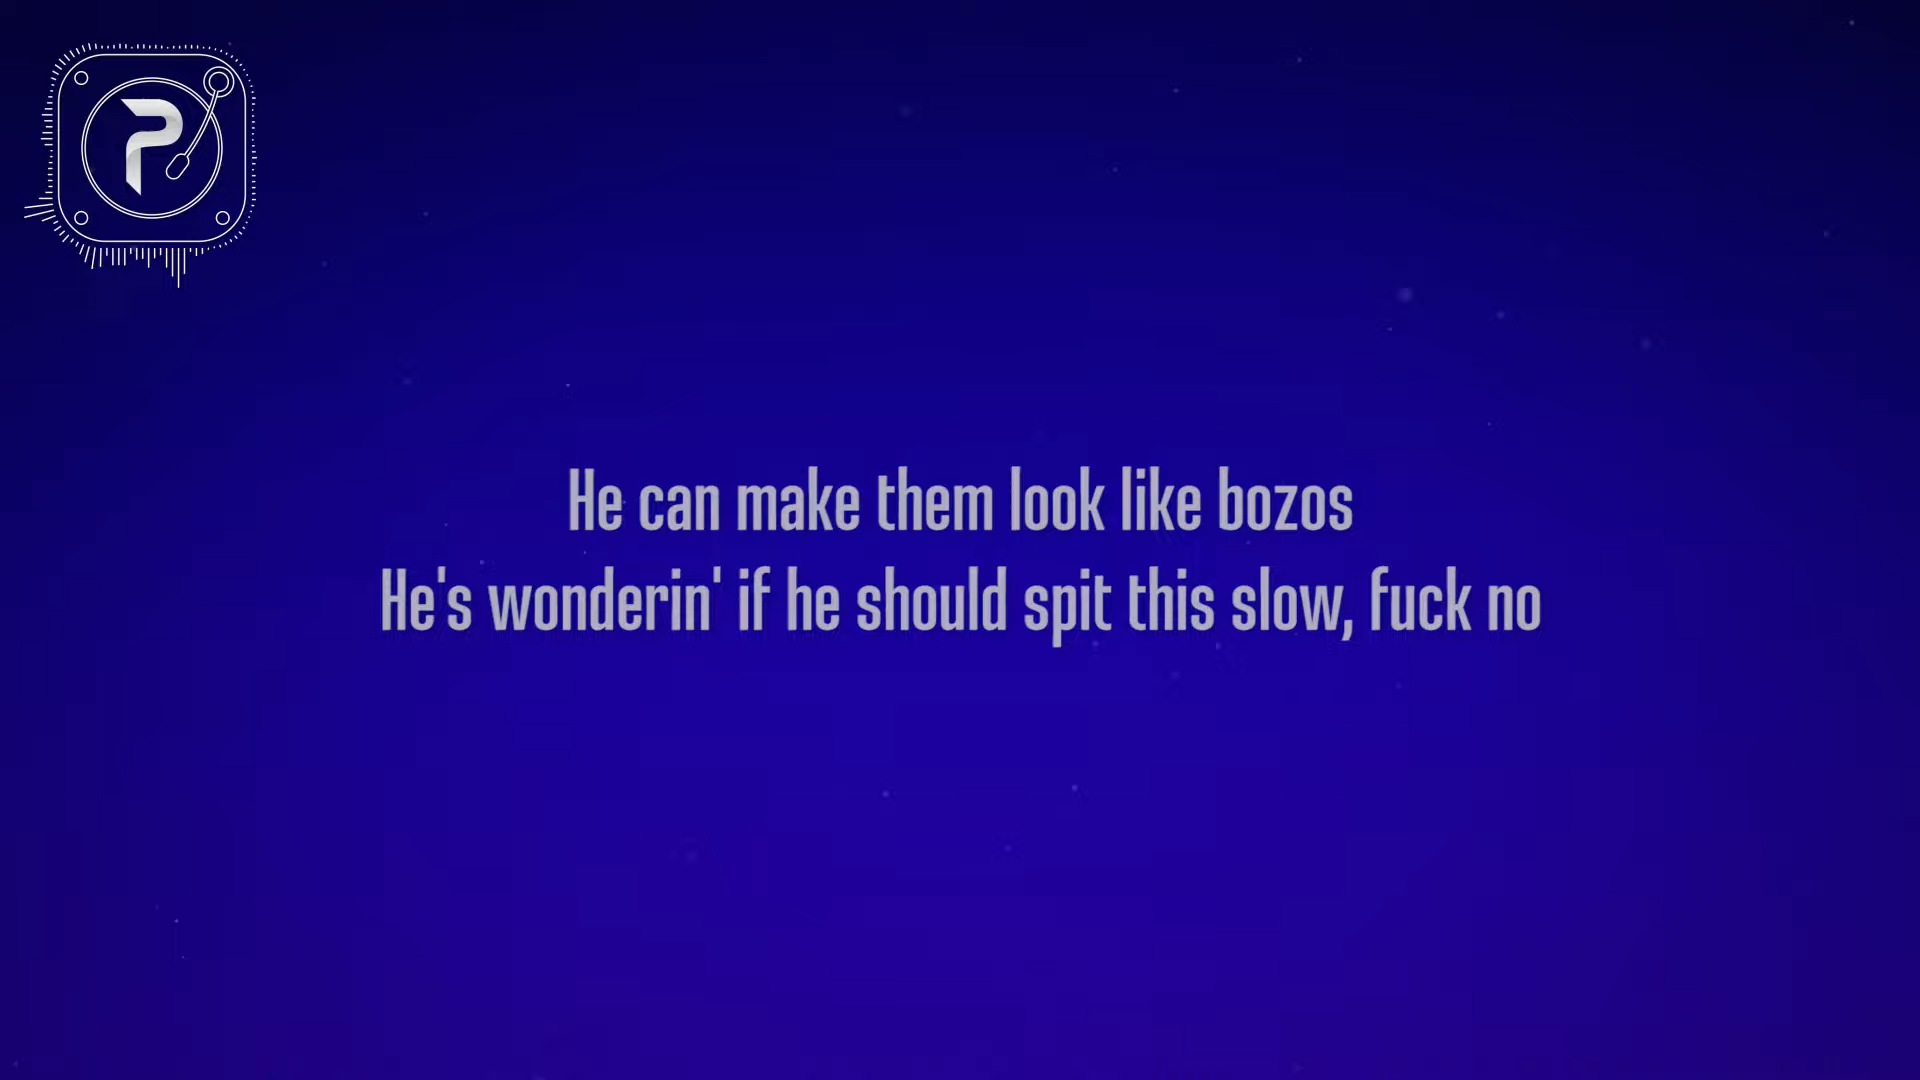 P
He can make them look like bozos
He's wonderin' if he should spit this slow, fuck no